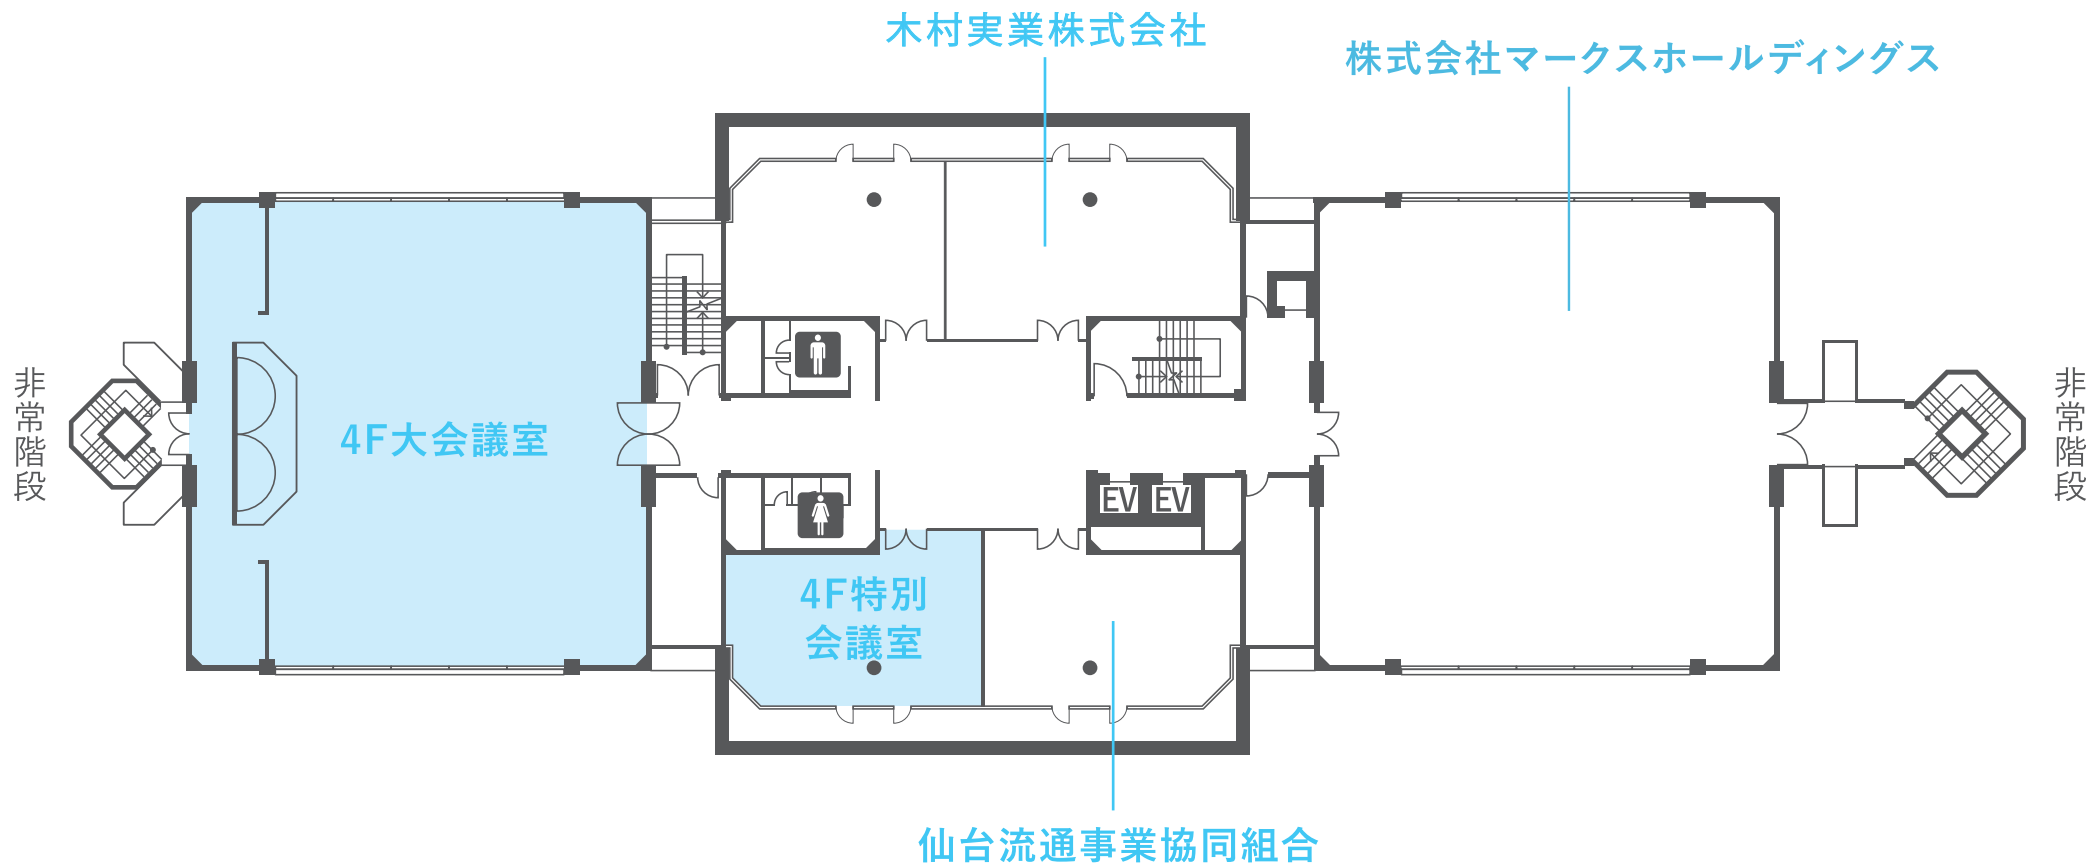 木村実業株式会社
株式会社マークスホールディングス
非常階段
4F大会議室
非常階段
EV EV
4F特別
会議室
仙台流通事業協同組合